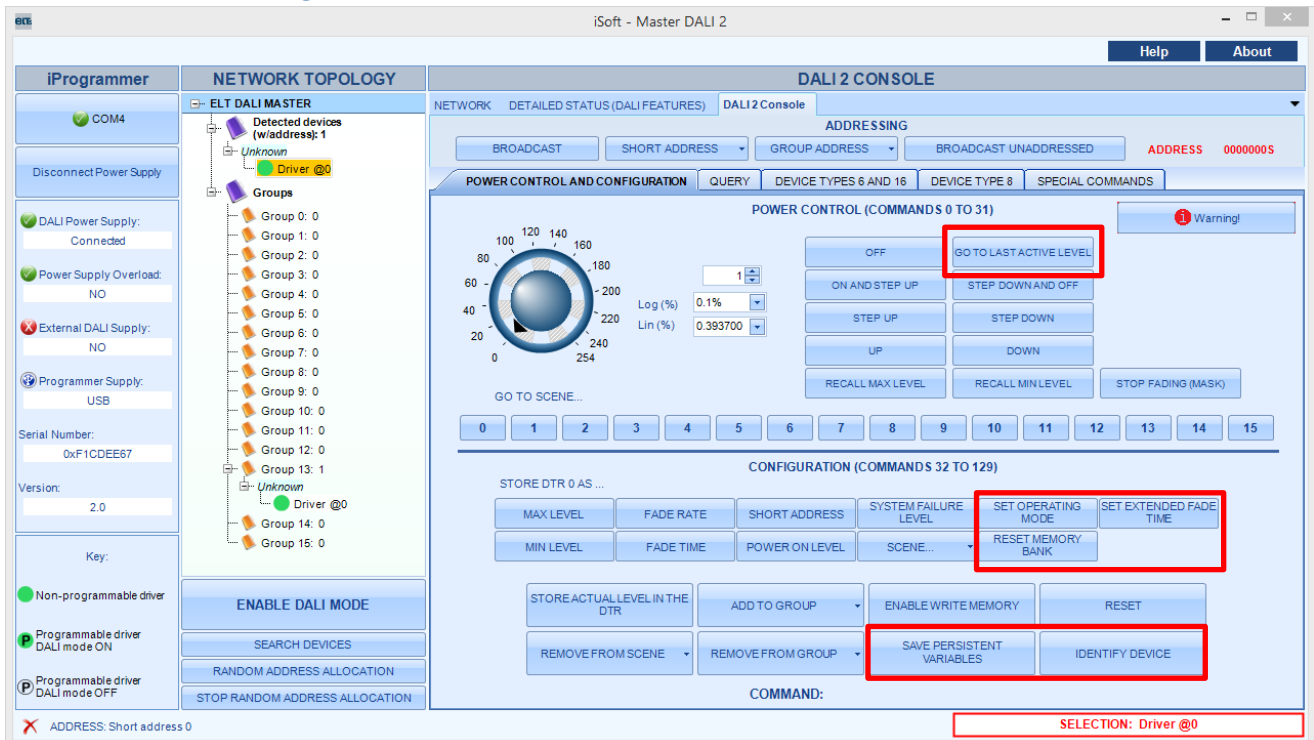 ELT
iSoft - Master DALI 2
Help
About
iProgrammer
COM4
Disconnect Power Supply
DALI Power Supply:
Connected
Power Supply Overload:
NO
External DALI Supply:
NO
Programmer Supply:
USB
Serial Number:
0xF1CDEE67
Version:
2.0
Key:
Non-programmable driver
P
Programmable driver
DALI mode ON
P
Programmable driver
DALI mode OFF
NETWORK TOPOLOGY
ELT DALI MASTER
Detected devices
(w/address): 1
Unknown
Driver @0
Groups
Group 0: 0
Group 1: 0
Group 2: 0
Group 3: 0
Group 4: 0
Group 5: 0
Group 6: 0
Group 7: 0
Group 8: 0
Group 9: 0
Group 10: 0
Group 11: 0
Group 12: 0
Group 13: 1
Unknown
Driver @0
Group 14: 0
Group 15: 0
ENABLE DALI MODE
SEARCH DEVICES
RANDOM ADDRESS ALLOCATION
STOP RANDOM ADDRESS ALLOCATION
DALI 2 CONSOLE
NETWORK DETAILED STATUS (DALI FEATURES) DALI 2 Console
ADDRESSING
BROADCAST SHORT ADDRESS GROUP ADDRESS BROADCAST UNADDRESSED ADDRESS 0000000S
POWER CONTROL AND CONFIGURATION QUERY DEVICE TYPES 6 AND 16 DEVICE TYPE 8 SPECIAL COMMANDS
POWER CONTROL (COMMANDS 0 TO 31)
Warning!
0 20 40 60 80 100 120 140 160 180 200 220 240 254
1
Log (%) 0.1%
Lin (%) 0.393700
OFF GO TO LAST ACTIVE LEVEL
ON AND STEP UP STEP DOWN AND OFF
STEP UP STEP DOWN
UP DOWN
RECALL MAX LEVEL RECALL MIN LEVEL STOP FADING (MASK)
GO TO SCENE...
0 1 2 3 4 5 6 7 8 9 10 11 12 13 14 15
CONFIGURATION (COMMANDS 32 TO 129)
STORE DTR 0 AS ...
MAX LEVEL FADE RATE SHORT ADDRESS SYSTEM FAILURE LEVEL SET OPERATING MODE SET EXTENDED FADE TIME
MIN LEVEL FADE TIME POWER ON LEVEL SCENE... RESET MEMORY BANK
STORE ACTUAL LEVEL IN THE DTR ADD TO GROUP ENABLE WRITE MEMORY RESET
REMOVE FROM SCENE REMOVE FROM GROUP SAVE PERSISTENT VARIABLES IDENTIFY DEVICE
COMMAND:
ADDRESS: Short address 0
SELECTION: Driver @0